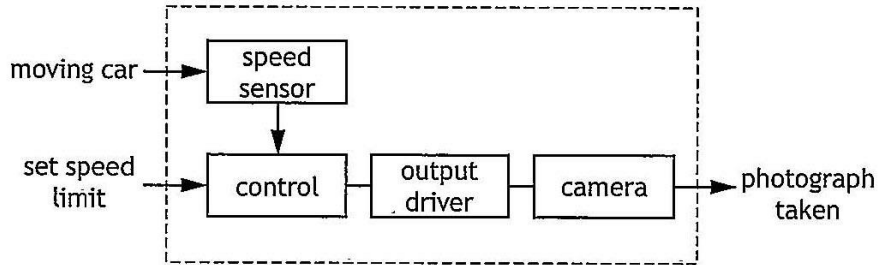 moving car
speed
sensor
set speed
limit
control
output
driver
camera
photograph
taken